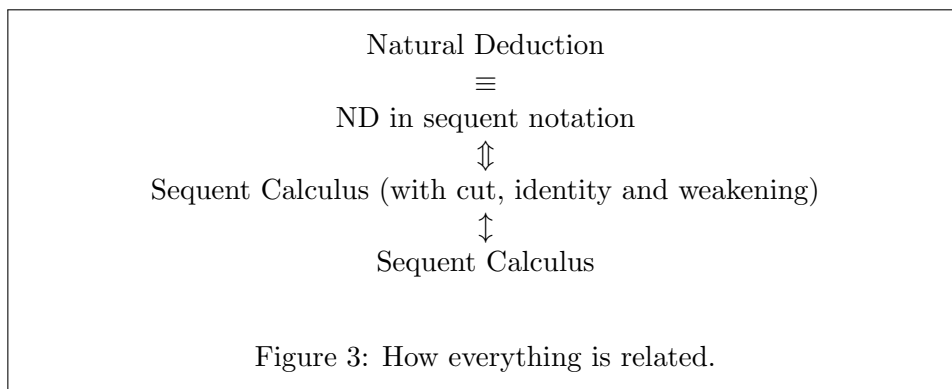 Natural Deduction
≡
ND in sequent notation
⇕
Sequent Calculus (with cut, identity and weakening)
↕
Sequent Calculus
Figure 3: How everything is related.